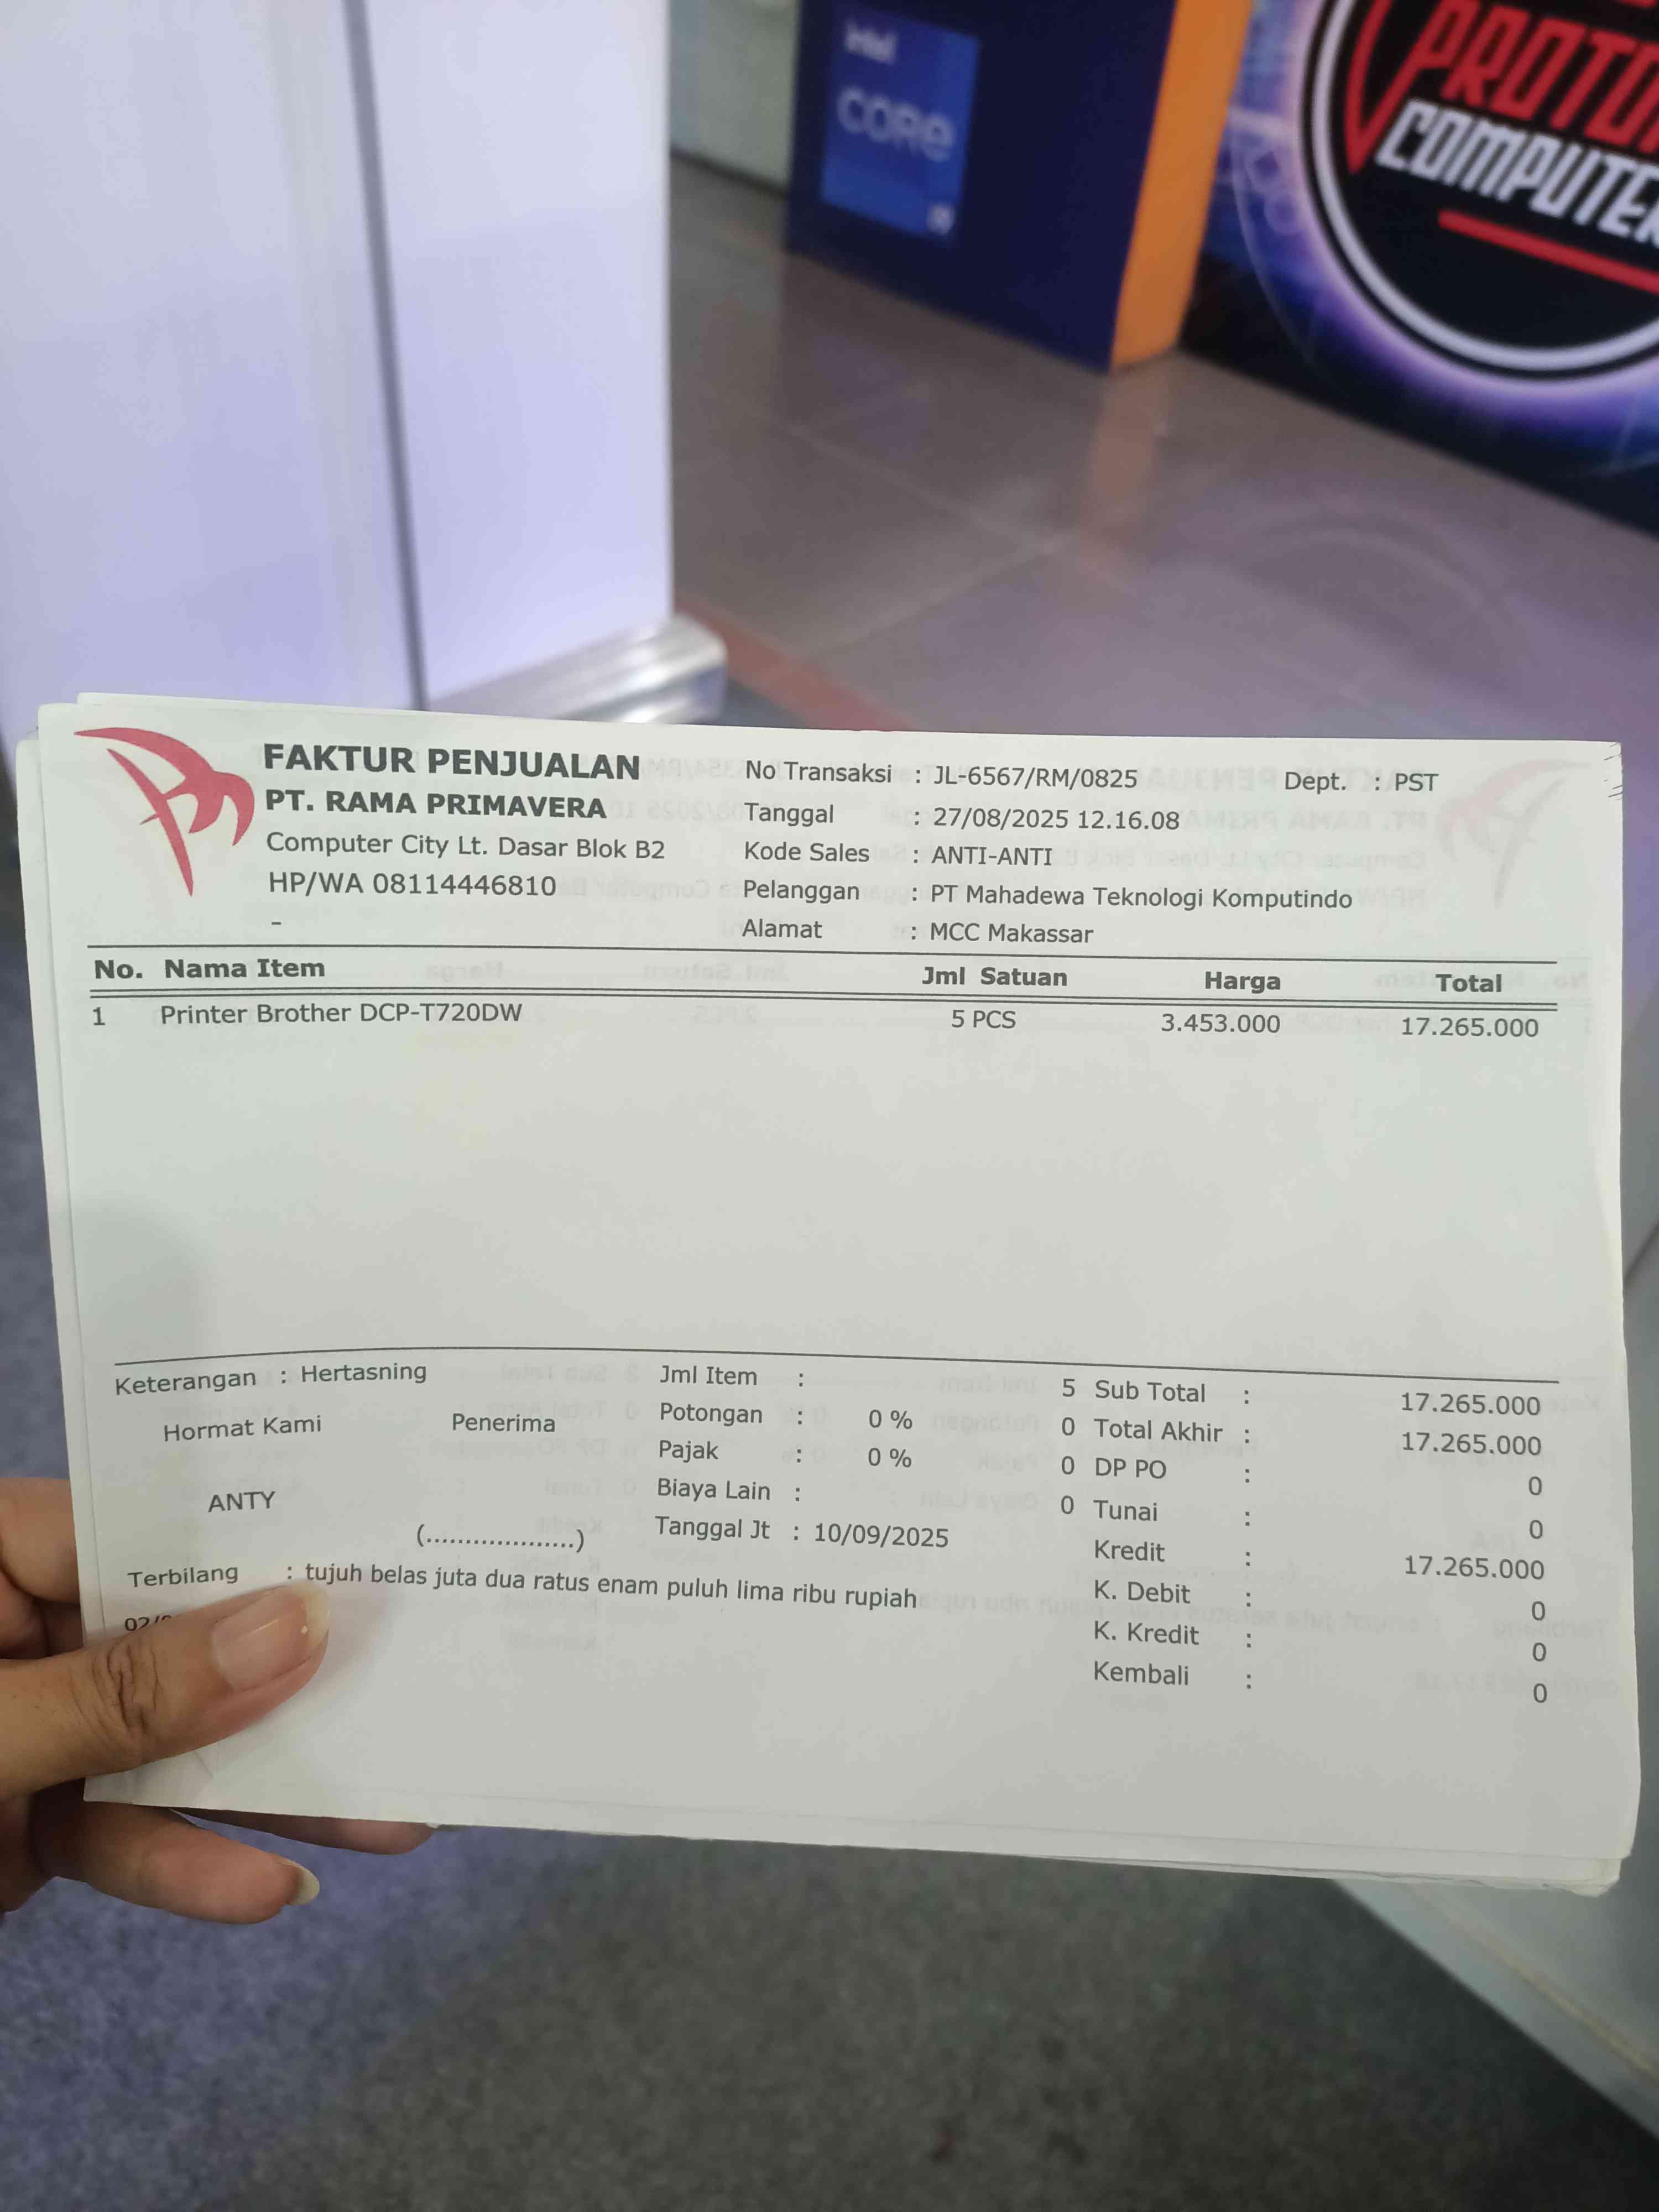 intel
CORE
i9
COMPUTER
FAKTUR PENJUALAN
PT. RAMA PRIMAVERA
Computer City Lt. Dasar Blok B2
HP/WA 08114446810
-
No Transaksi : JL-6567/RM/0825 Dept. : PST
Tanggal : 27/08/2025 12.16.08
Kode Sales : ANTI-ANTI
Pelanggan : PT Mahadewa Teknologi Komputindo
Alamat : MCC Makassar
No. Nama Item Jml Satuan Harga Total
1 Printer Brother DCP-T720DW 5 PCS 3.453.000 17.265.000
Keterangan : Hertasning
Hormat Kami Penerima
ANTY
(...................)
Jml Item : 5
Potongan : 0 % 0
Pajak : 0 % 0
Biaya Lain : 0
Tanggal Jt : 10/09/2025
Sub Total : 17.265.000
Total Akhir : 17.265.000
DP PO : 0
Tunai : 0
Kredit : 17.265.000
K. Debit : 0
K. Kredit : 0
Kembali : 0
Terbilang : tujuh belas juta dua ratus enam puluh lima ribu rupiah